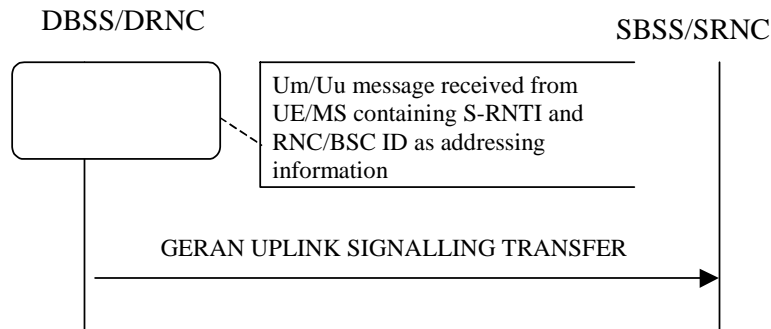 DBSS/DRNC
SBSS/SRNC
Um/Uu message received from
UE/MS containing S-RNTI and
RNC/BSC ID as addressing
information
GERAN UPLINK SIGNALLING TRANSFER